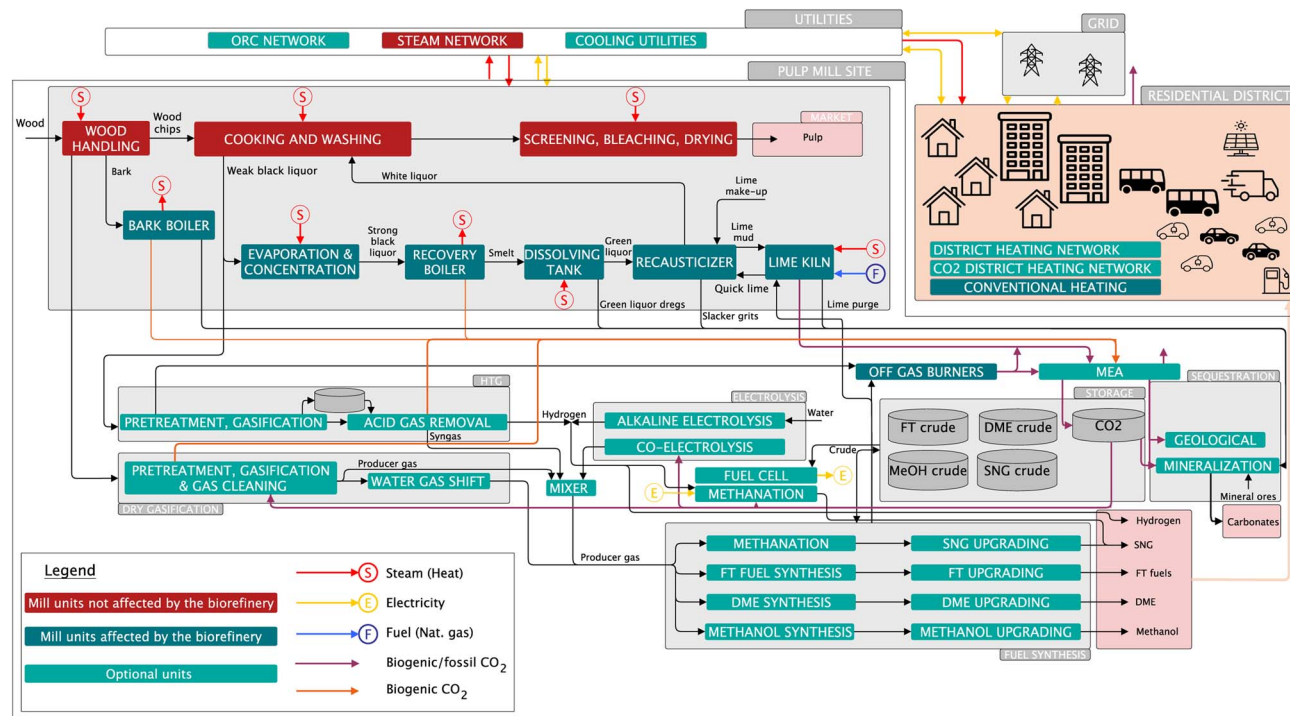 UTILITIES
ORC NETWORK
STEAM NETWORK
COOLING UTILITIES
GRID
PULP MILL SITE
RESIDENTIAL DISTRICT
S
S
S
Wood
WOOD
HANDLING
Wood
chips
COOKING AND WASHING
SCREENING, BLEACHING, DRYING
MARKET
Pulp
Bark
Weak black liquor
White liquor
Lime
make-up
S
BARK BOILER
S
EVAPORATION &
CONCENTRATION
Strong
black
liquor
S
RECOVERY
BOILER
Smelt
DISSOLVING
TANK
S
Green
liquor
RECAUSTICIZER
Lime
mud
Quick lime
LIME KILN
S
F
Green liquor dregs
Slacker grits
Lime purge
DISTRICT HEATING NETWORK
CO2 DISTRICT HEATING NETWORK
CONVENTIONAL HEATING
OFF GAS BURNERS
MEA
HTG
PRETREATMENT, GASIFICATION
ACID GAS REMOVAL
Syngas
Hydrogen
ELECTROLYSIS
ALKALINE ELECTROLYSIS
Water
CO-ELECTROLYSIS
Crude
STORAGE
FT crude
DME crude
CO2
MeOH crude
SNG crude
SEQUESTRATION
GEOLOGICAL
MINERALIZATION
Mineral ores
Carbonates
PRETREATMENT, GASIFICATION
& GAS CLEANING
Producer gas
WATER GAS SHIFT
DRY GASIFICATION
MIXER
FUEL CELL
E
E
METHANATION
Producer gas
METHANATION
SNG UPGRADING
FT FUEL SYNTHESIS
FT UPGRADING
DME SYNTHESIS
DME UPGRADING
METHANOL SYNTHESIS
METHANOL UPGRADING
FUEL SYNTHESIS
Hydrogen
SNG
FT fuels
DME
Methanol
Legend
Mill units not affected by the biorefinery
Mill units affected by the biorefinery
Optional units
S
Steam (Heat)
E
Electricity
F
Fuel (Nat. gas)
Biogenic/fossil CO2
Biogenic CO2